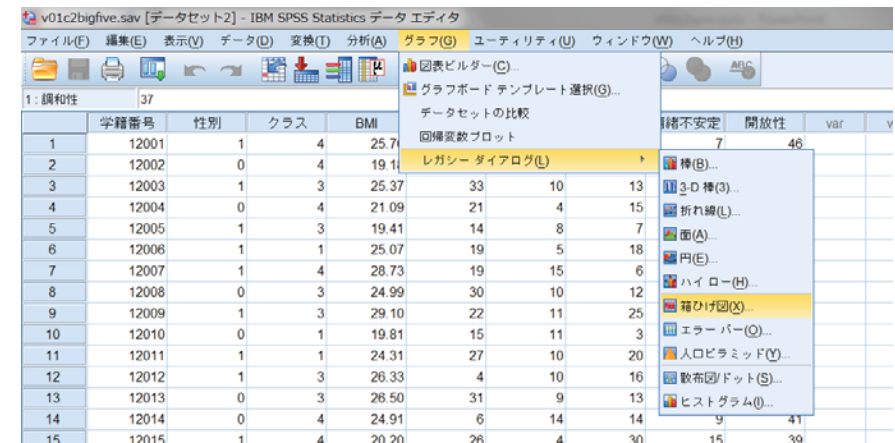 v01c2bigfive.sav [データセット2] - IBM SPSS Statistics データ エディタ
ファイル(F) 編集(E) 表示(V) データ(D) 変換(T) 分析(A) グラフ(G) ユーティリティ(U) ウィンドウ(W) ヘルプ(H)
図表ビルダー(C)...
グラフボード テンプレート選択(G)...
データセットの比較
回帰変数プロット
レガシー ダイアログ(L)
棒(B)...
3-D 棒(3)...
折れ線(L)...
面(A)...
円(E)...
ハイ ロー(H)...
箱ひげ図(X)...
エラー バー(O)...
人口ピラミッド(Y)...
散布図/ドット(S)...
ヒストグラム(I)...
1 : 調和性 37
学籍番号 性別 クラス BMI 緒不安定 開放性 var
1 12001 1 4 25.7 7 46
2 12002 0 4 19.1
3 12003 1 3 25.37 33 10 13
4 12004 0 4 21.09 21 4 15
5 12005 1 3 19.41 14 8 7
6 12006 1 1 25.07 19 5 18
7 12007 1 4 28.73 19 15 6
8 12008 0 3 24.99 30 10 12
9 12009 1 3 29.10 22 11 25
10 12010 0 1 19.81 15 11 3
11 12011 1 1 24.31 27 10 20
12 12012 1 3 26.33 4 10 16
13 12013 0 3 26.50 31 9 13
14 12014 0 4 24.91 6 14 14 9 41
15 12015 1 4 20.20 26 4 30 15 39